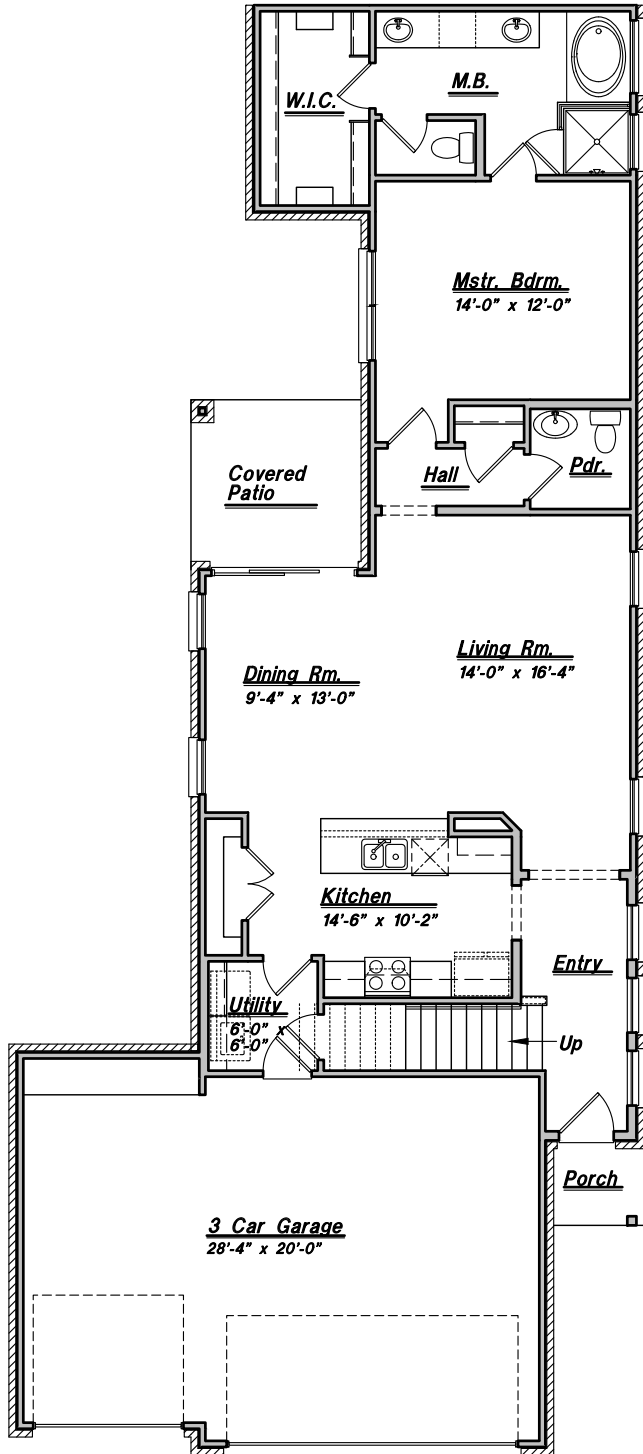 W.I.C.
M.B.
Mstr. Bdrm.
14'-0" x 12'-0"
Covered
Patio
Hall
Pdr.
Living Rm.
14'-0" x 16'-4"
Dining Rm.
9'-4" x 13'-0"
Kitchen
14'-6" x 10'-2"
Entry
Utility
6'-0" x
6'-0"
Up
Porch
3 Car Garage
28'-4" x 20'-0"